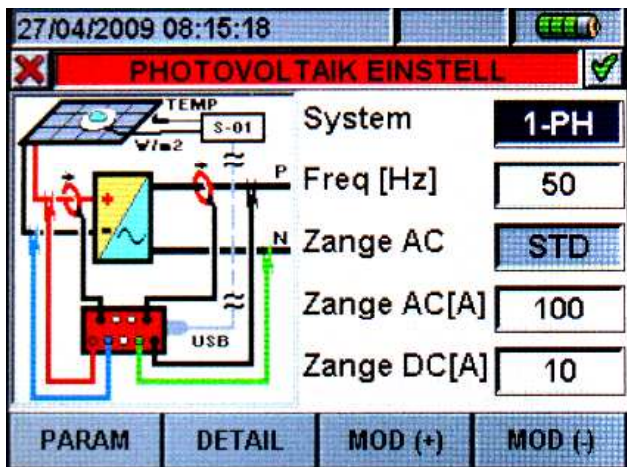 27/04/2009 08:15:18
PHOTOVOLTAIK EINSTELL
TEMP
S-01
W/m2
P
N
USB
System 1-PH
Freq [Hz] 50
Zange AC STD
Zange AC[A] 100
Zange DC[A] 10
PARAM DETAIL MOD (+) MOD (-)